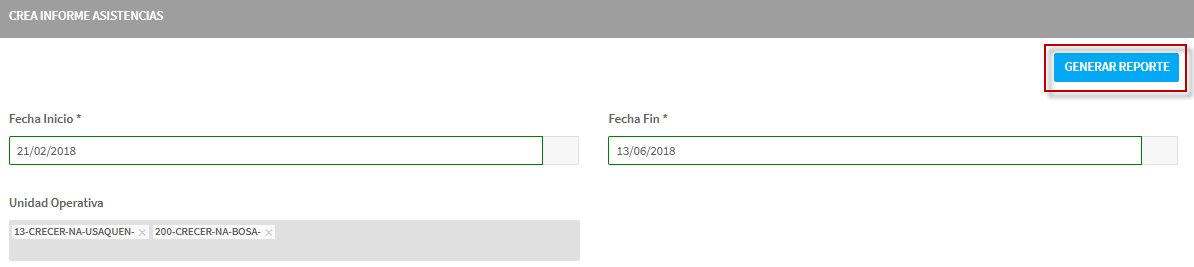 CREA INFORME ASISTENCIAS
GENERAR REPORTE
Fecha Inicio * Fecha Fin *
21/02/2018 13/06/2018
Unidad Operativa
13-CRECER-NA-USAQUEN- × 200-CRECER-NA-BOSA- ×